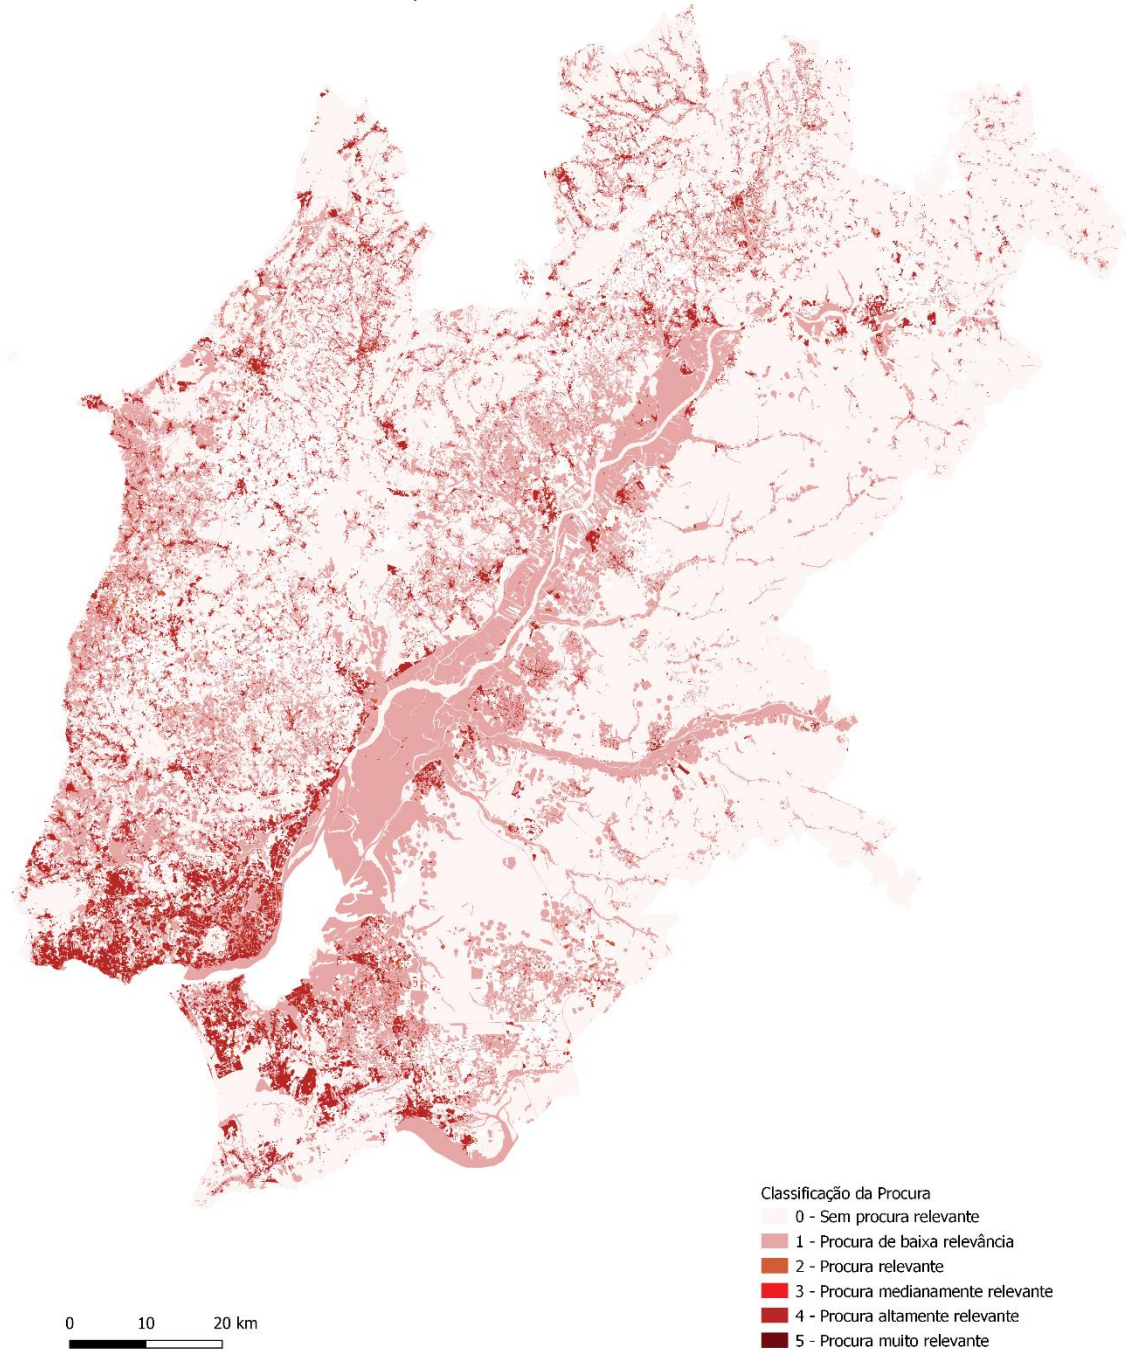 Classificação da Procura
0 - Sem procura relevante
1 - Procura de baixa relevância
2 - Procura relevante
3 - Procura medianamente relevante
4 - Procura altamente relevante
5 - Procura muito relevante
0 10 20 km